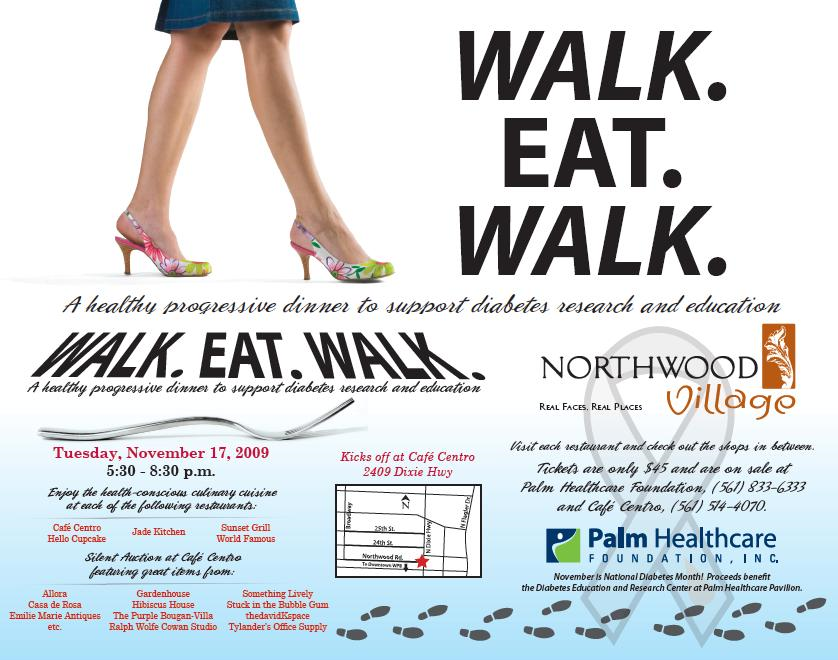 WALK.
EAT.
WALK.
A healthy progressive dinner to support diabetes research and education
WALK. EAT. WALK.
A healthy progressive dinner to support diabetes research and education
Tuesday, November 17, 2009
5:30 - 8:30 p.m.
Enjoy the health-conscious culinary cuisine
at each of the following restaurants:
Café Centro
Hello Cupcake
Jade Kitchen
Sunset Grill
World Famous
Silent Auction at Café Centro
featuring great items from:
Allora
Casa de Rosa
Emilie Marie Antiques
etc.
Gardenhouse
Hibiscus House
The Purple Bougan-Villa
Ralph Wolfe Cowan Studio
Something Lively
Stuck in the Bubble Gum
thedavidKspace
Tylander's Office Supply
Kicks off at Café Centro
2409 Dixie Hwy
N
Broadway
25th St.
24th St.
Northwood Rd.
To Downtown WPB
N Dixie Hwy
N Flagler Dr.
NORTHWOOD
Village
REAL FACES. REAL PLACES
Visit each restaurant and check out the shops in between.
Tickets are only $45 and are on sale at
Palm Healthcare Foundation, (561) 833-6333
and Café Centro, (561) 514-4070.
Palm Healthcare
FOUNDATION, INC.
November is National Diabetes Month! Proceeds benefit
the Diabetes Education and Research Center at Palm Healthcare Pavilion.